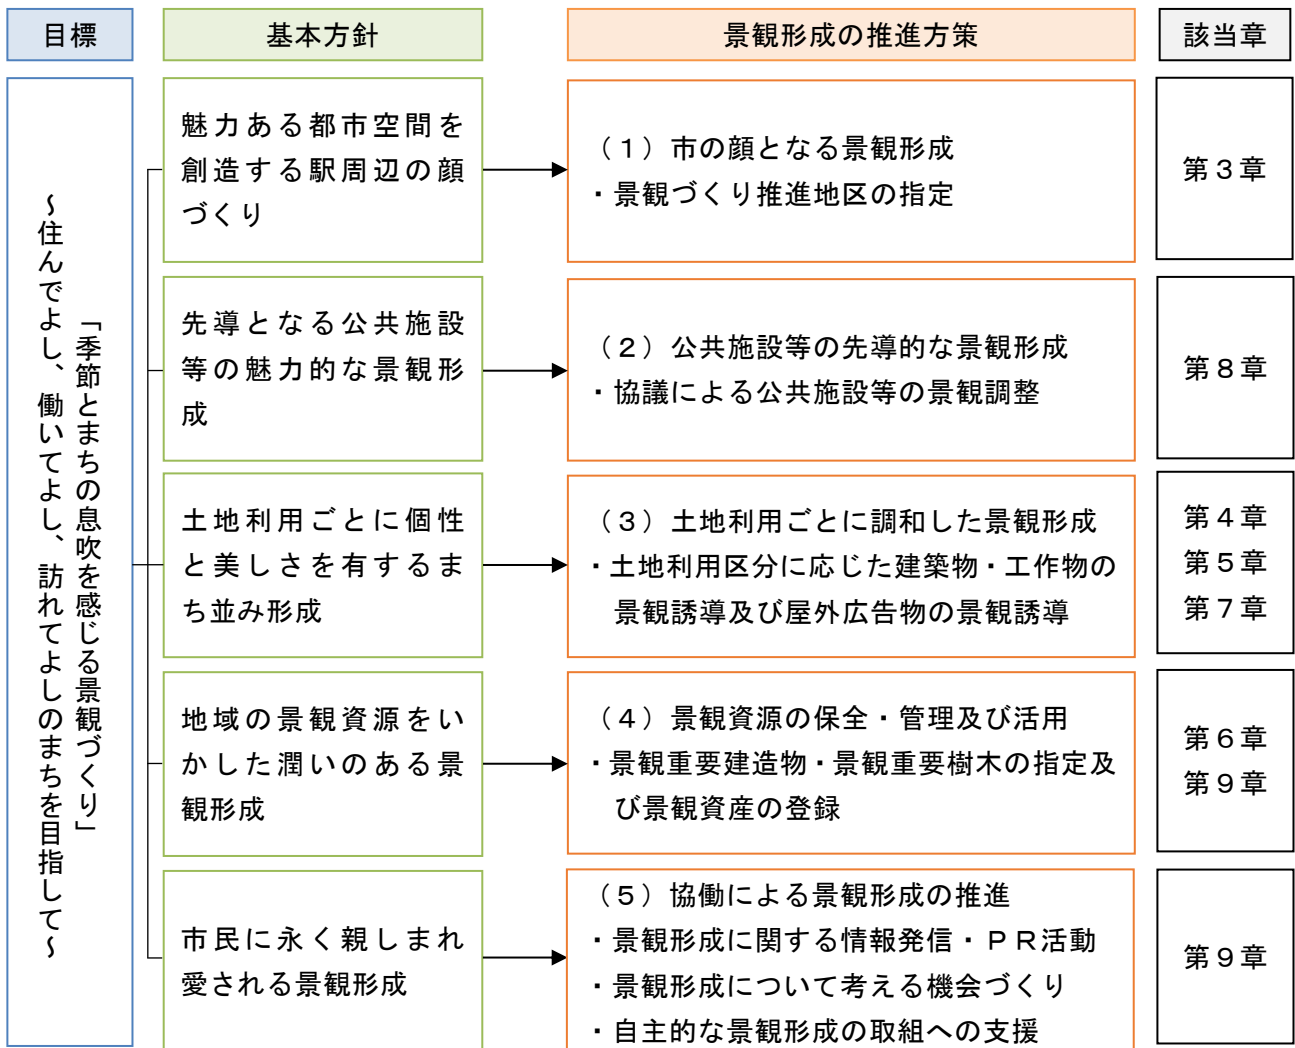 目標
基本方針
景観形成の推進方策
該当章
「季節とまちの息吹を感じる景観づくり」
～住んでよし、働いてよし、訪れてよしのまちを目指して～
魅力ある都市空間を
創造する駅周辺の顔
づくり
（１）市の顔となる景観形成
・景観づくり推進地区の指定
第３章
先導となる公共施設
等の魅力的な景観形
成
（２）公共施設等の先導的な景観形成
・協議による公共施設等の景観調整
第８章
土地利用ごとに個性
と美しさを有するま
ち並み形成
（３）土地利用ごとに調和した景観形成
・土地利用区分に応じた建築物・工作物の
景観誘導及び屋外広告物の景観誘導
第４章
第５章
第７章
地域の景観資源をい
かした潤いのある景
観形成
（４）景観資源の保全・管理及び活用
・景観重要建造物・景観重要樹木の指定及
び景観資産の登録
第６章
第９章
市民に永く親しまれ
愛される景観形成
（５）協働による景観形成の推進
・景観形成に関する情報発信・ＰＲ活動
・景観形成について考える機会づくり
・自主的な景観形成の取組への支援
第９章